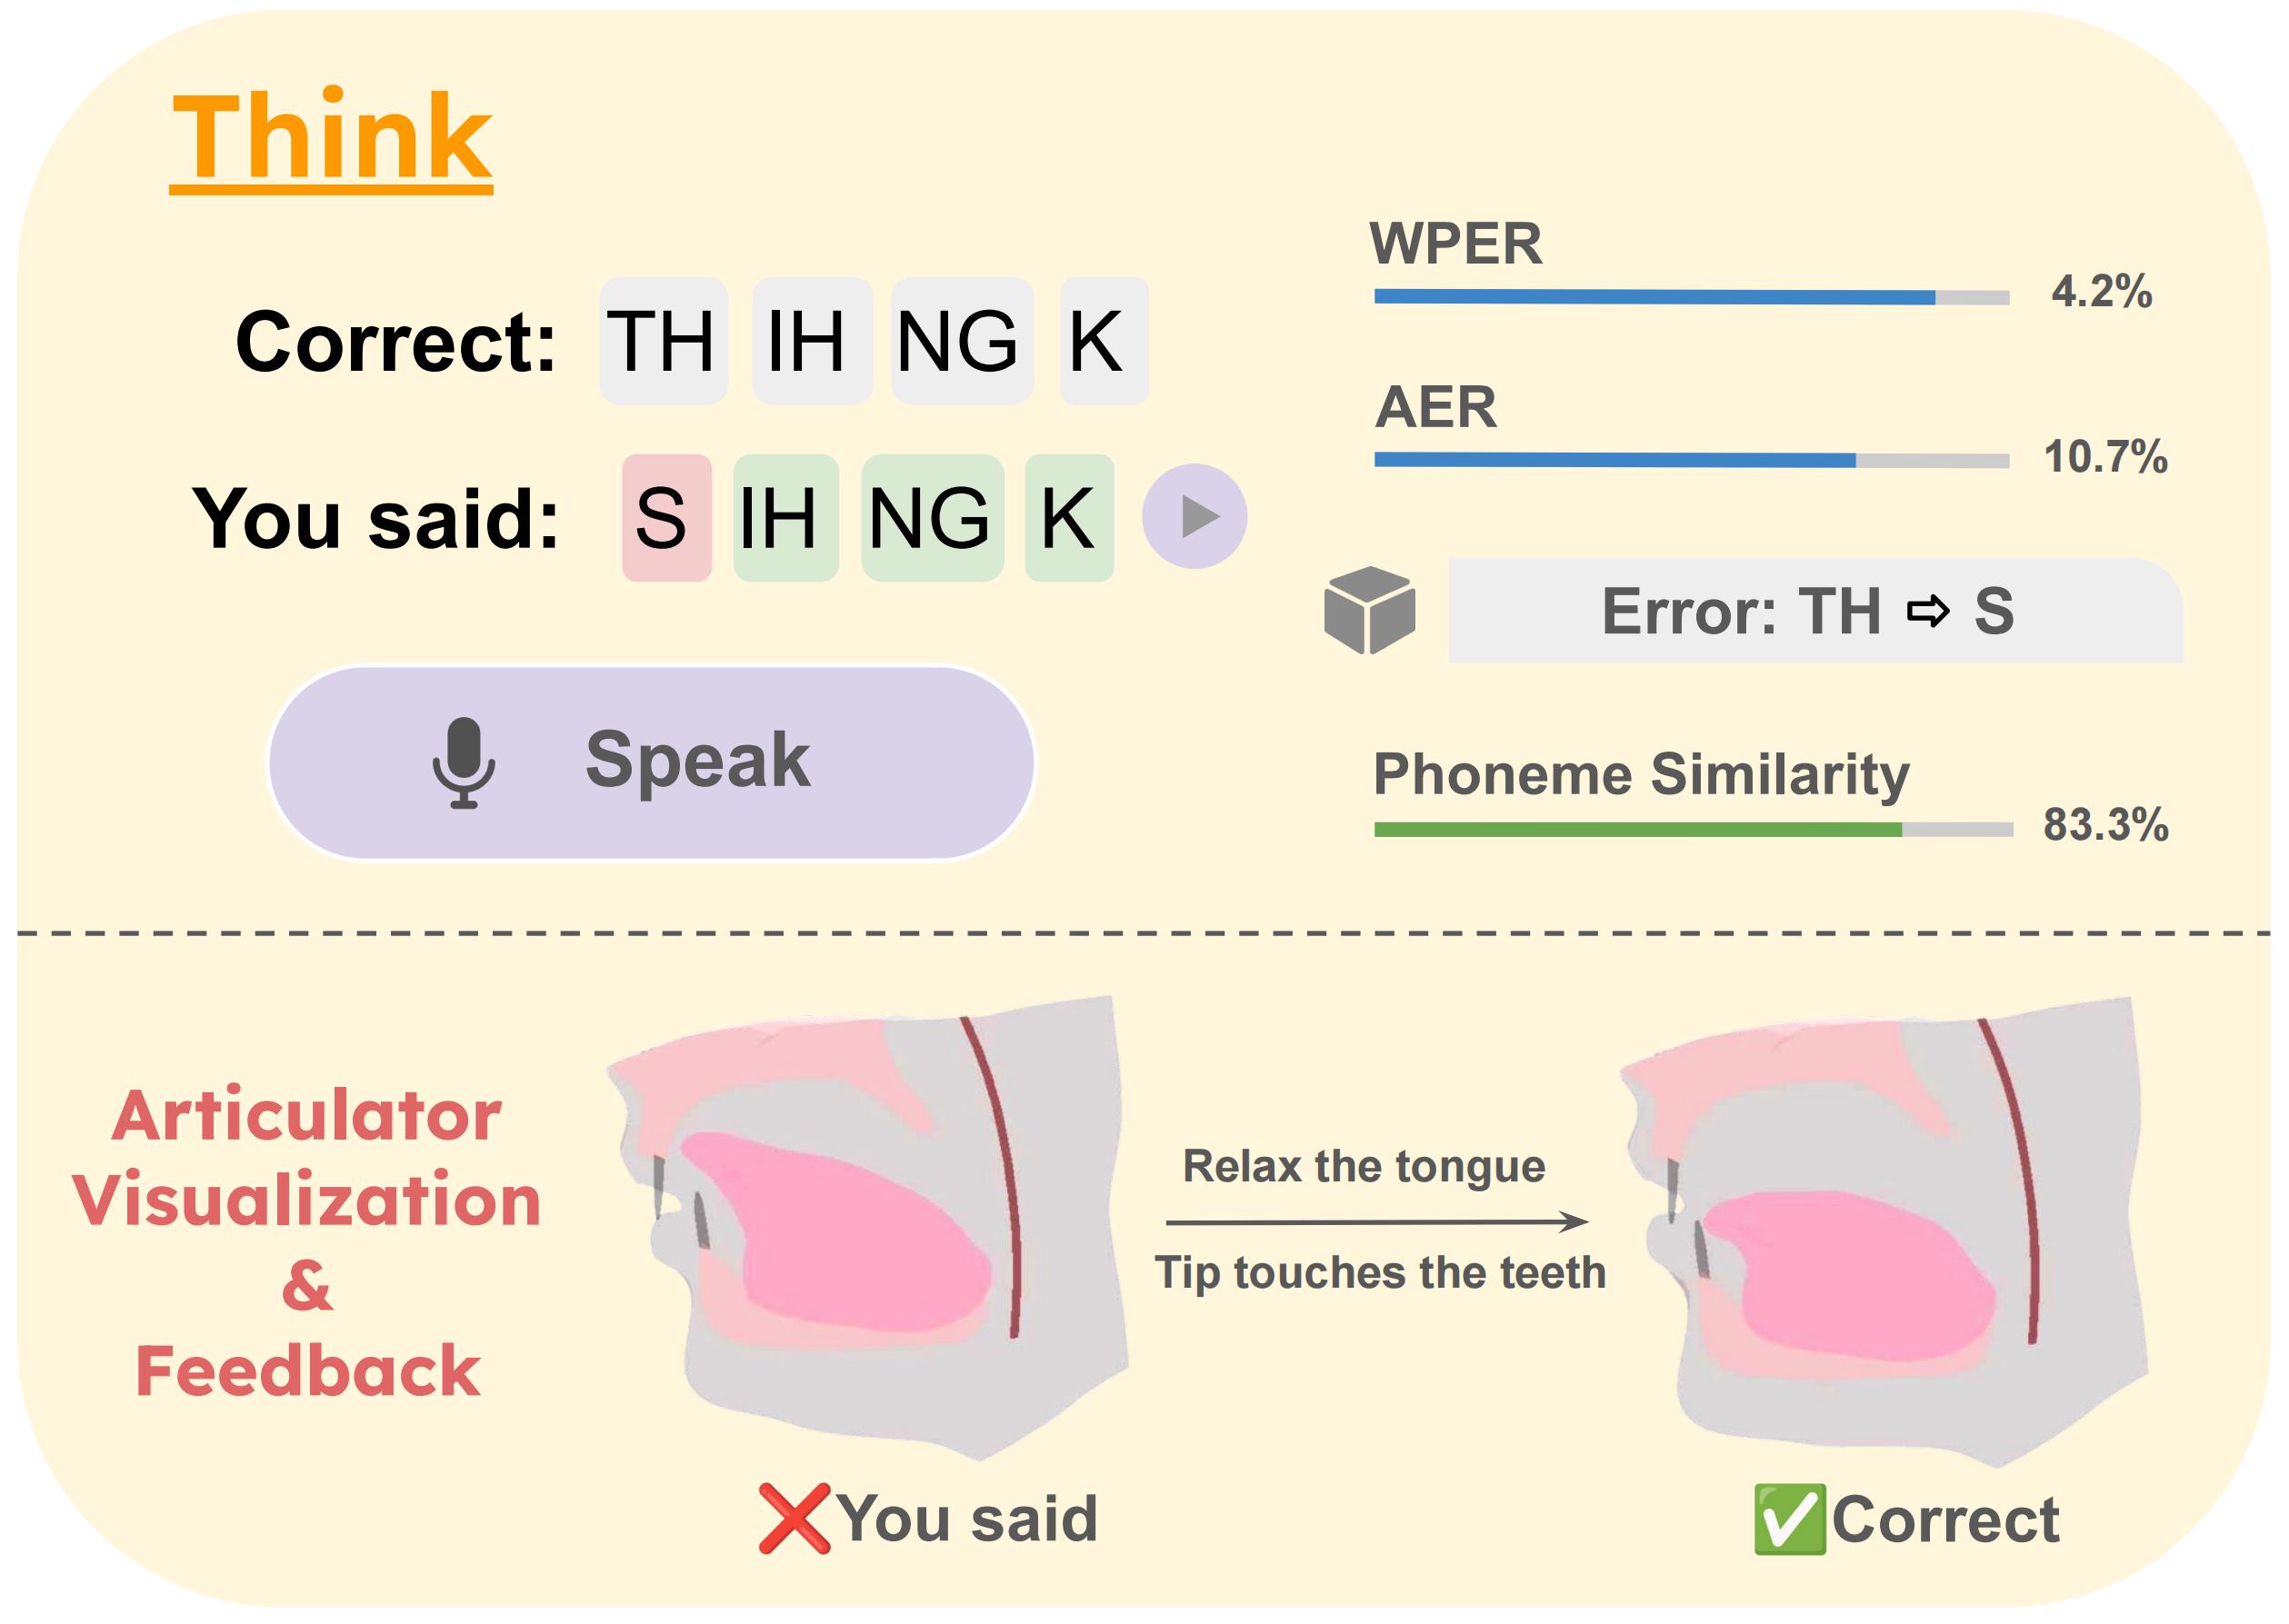 Think
Correct: TH IH NG K
You said: S IH NG K
Speak
WPER
4.2%
AER
10.7%
Error: TH ⇨ S
Phoneme Similarity
83.3%
Articulator
Visualization
&
Feedback
Relax the tongue
Tip touches the teeth
❌You said
✅Correct